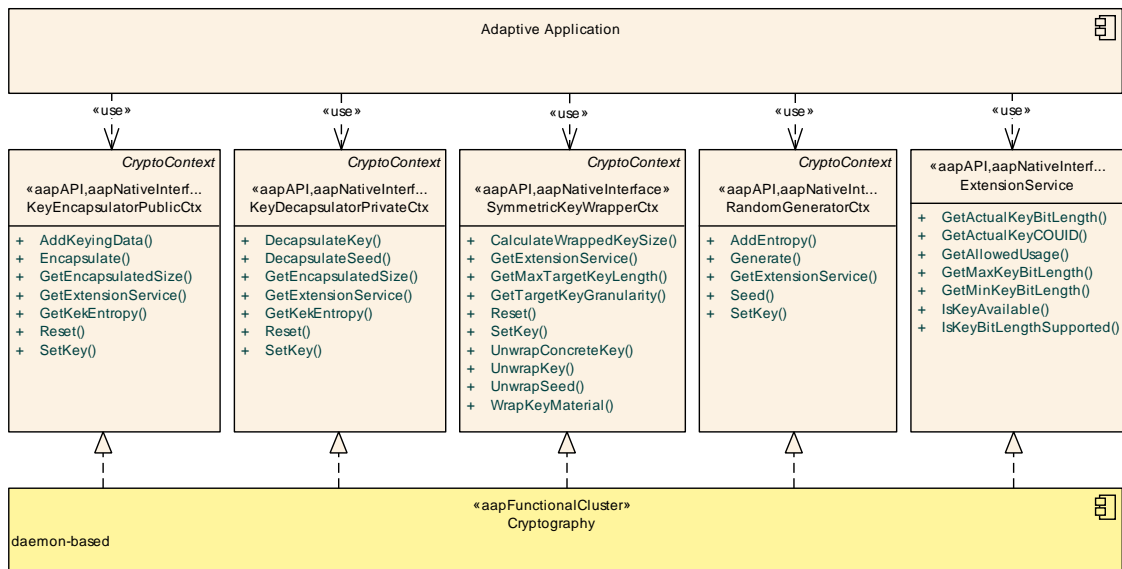 Adaptive Application
«use» «use» «use» «use» «use»
CryptoContext
«aapAPI,aapNativeInterf...
KeyEncapsulatorPublicCtx
+ AddKeyingData()
+ Encapsulate()
+ GetEncapsulatedSize()
+ GetExtensionService()
+ GetKekEntropy()
+ Reset()
+ SetKey()
CryptoContext
«aapAPI,aapNativeInterf...
KeyDecapsulatorPrivateCtx
+ DecapsulateKey()
+ DecapsulateSeed()
+ GetEncapsulatedSize()
+ GetExtensionService()
+ GetKekEntropy()
+ Reset()
+ SetKey()
CryptoContext
«aapAPI,aapNativeInterface»
SymmetricKeyWrapperCtx
+ CalculateWrappedKeySize()
+ GetExtensionService()
+ GetMaxTargetKeyLength()
+ GetTargetKeyGranularity()
+ Reset()
+ SetKey()
+ UnwrapConcreteKey()
+ UnwrapKey()
+ UnwrapSeed()
+ WrapKeyMaterial()
CryptoContext
«aapAPI,aapNativeInt...
RandomGeneratorCtx
+ AddEntropy()
+ Generate()
+ GetExtensionService()
+ Seed()
+ SetKey()
«aapAPI,aapNativeInterf...
ExtensionService
+ GetActualKeyBitLength()
+ GetActualKeyCOUID()
+ GetAllowedUsage()
+ GetMaxKeyBitLength()
+ GetMinKeyBitLength()
+ IsKeyAvailable()
+ IsKeyBitLengthSupported()
«aapFunctionalCluster»
Cryptography
daemon-based